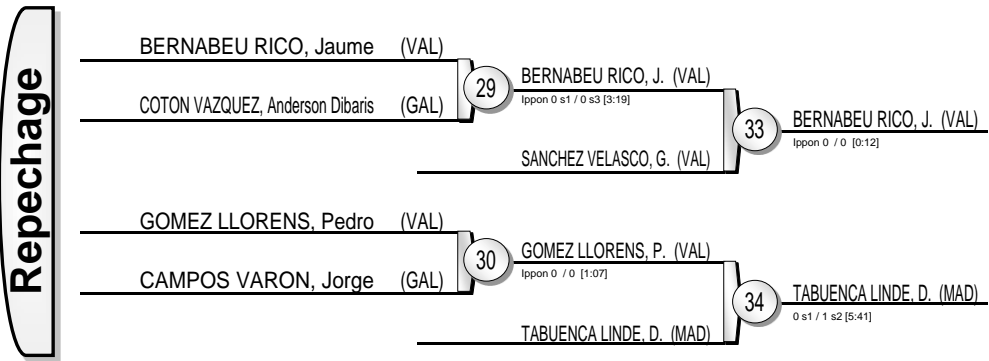 Repechage
BERNABEU RICO, Jaume (VAL)
COTON VAZQUEZ, Anderson Dibaris (GAL)
29
BERNABEU RICO, J. (VAL)
Ippon 0 s1 / 0 s3 [3:19]
SANCHEZ VELASCO, G. (VAL)
33
BERNABEU RICO, J. (VAL)
Ippon 0 / 0 [0:12]
GOMEZ LLORENS, Pedro (VAL)
CAMPOS VARON, Jorge (GAL)
30
GOMEZ LLORENS, P. (VAL)
Ippon 0 / 0 [1:07]
TABUENCA LINDE, D. (MAD)
34
TABUENCA LINDE, D. (MAD)
0 s1 / 1 s2 [5:41]